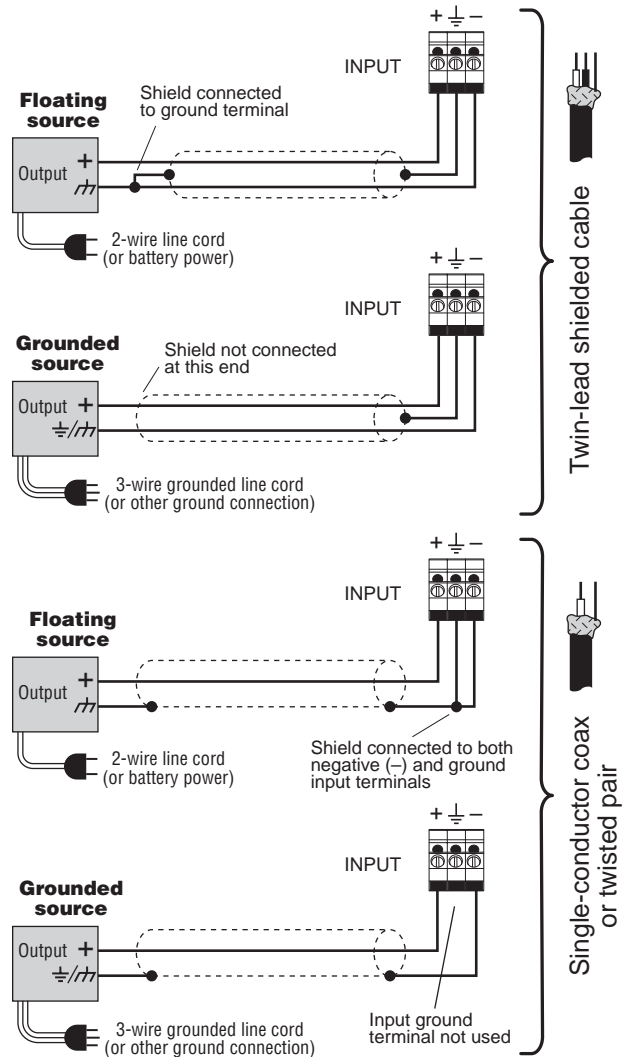 + ⏚ –
INPUT
Shield connected
to ground terminal
Floating
source
Output +
2-wire line cord
(or battery power)
+ ⏚ –
INPUT
Grounded
source
Shield not connected
at this end
Output +
⏚/
3-wire grounded line cord
(or other ground connection)
Twin-lead shielded cable
+ ⏚ –
INPUT
Floating
source
Output +
2-wire line cord
(or battery power)
Shield connected to both
negative (–) and ground
input terminals
+ ⏚ –
INPUT
Grounded
source
Output +
⏚/
3-wire grounded line cord
(or other ground connection)
Input ground
terminal not used
Single-conductor coax
or twisted pair